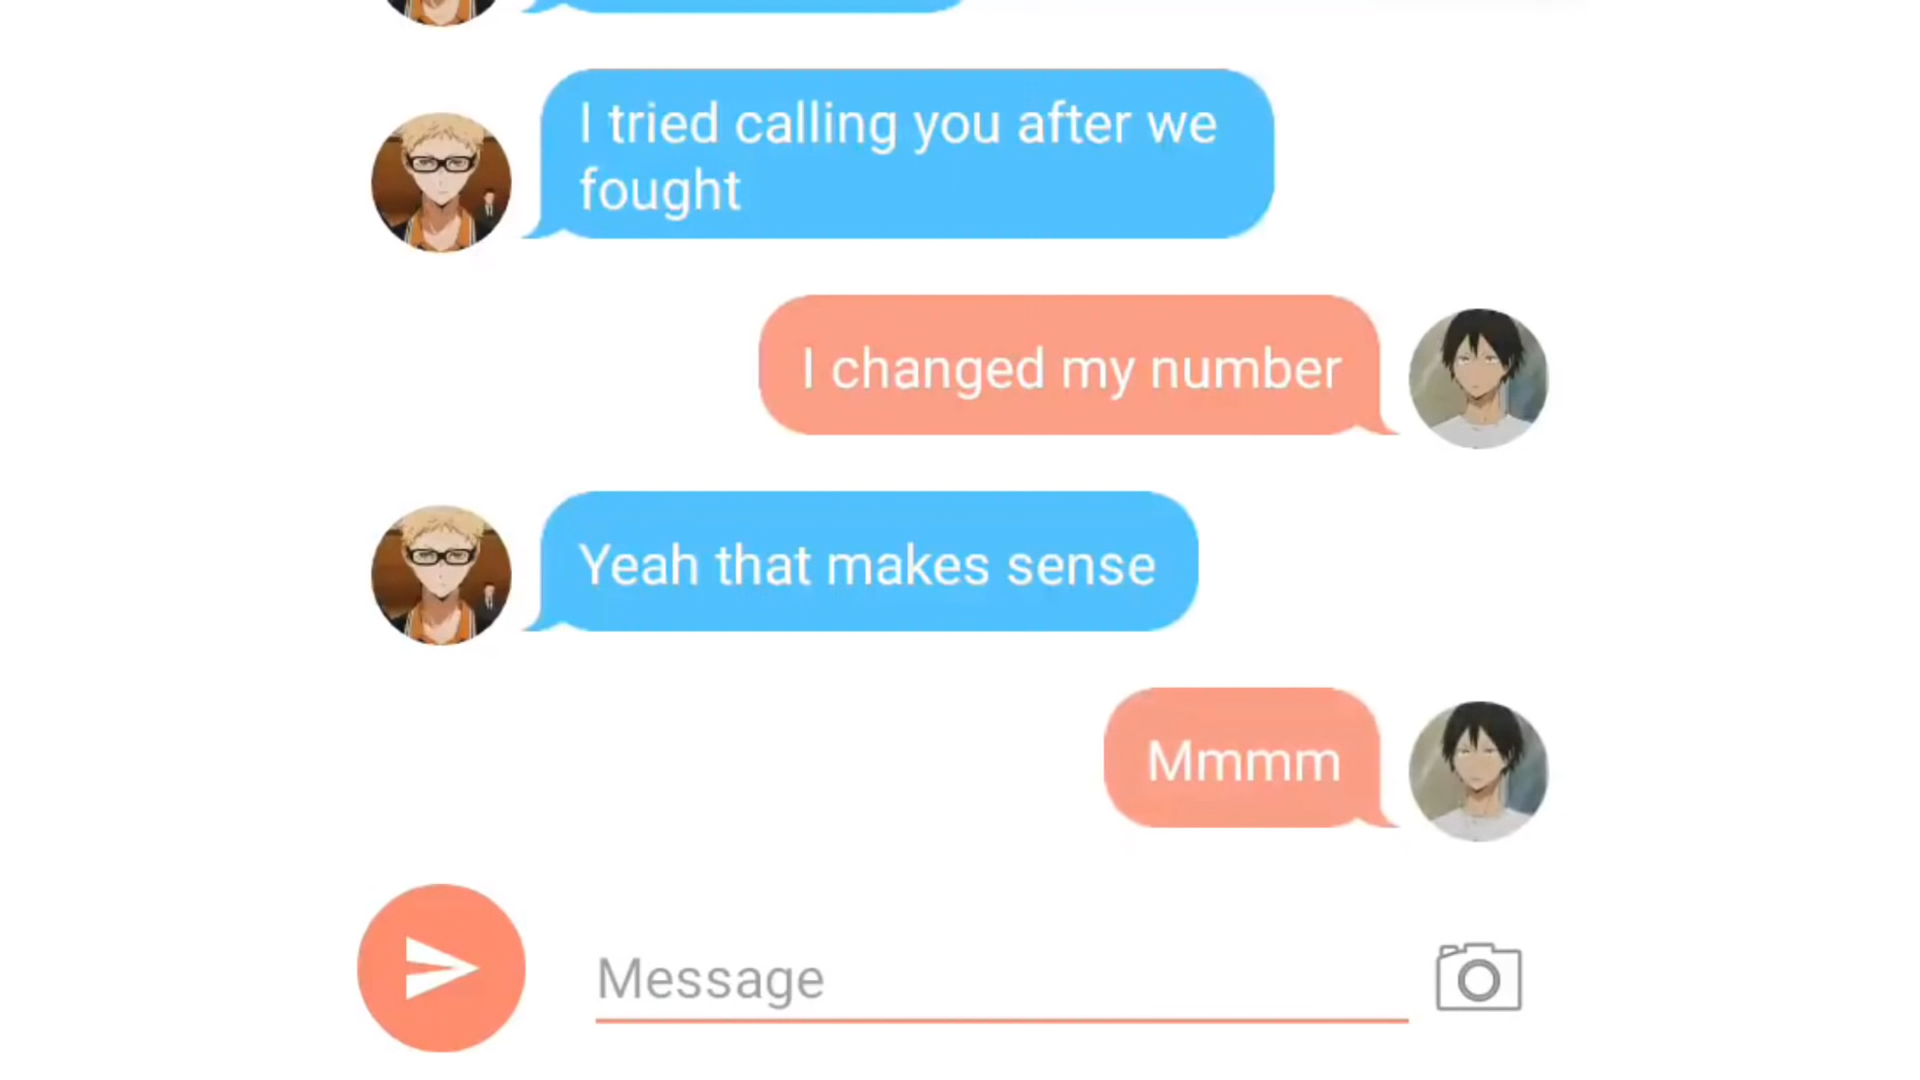 I tried calling you after we
fought
I changed my number
Yeah that makes sense
Mmmm
Message